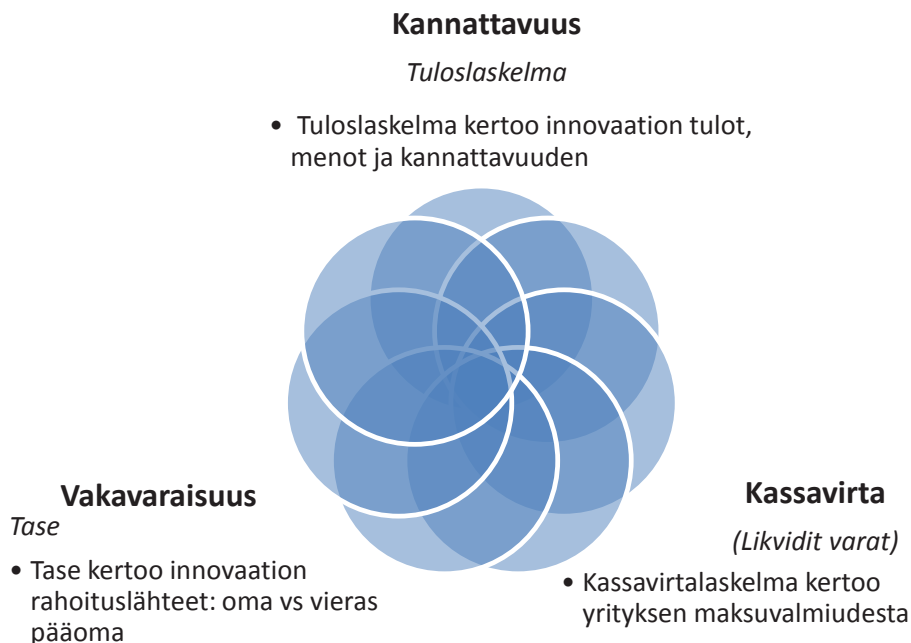 Kannattavuus
Tuloslaskelma
• Tuloslaskelma kertoo innovaation tulot,
menot ja kannattavuuden
Vakavaraisuus
Tase
• Tase kertoo innovaation
rahoituslähteet: oma vs vieras
pääoma
Kassavirta
(Likvidit varat)
• Kassavirtalaskelma kertoo
yrityksen maksuvalmiudesta